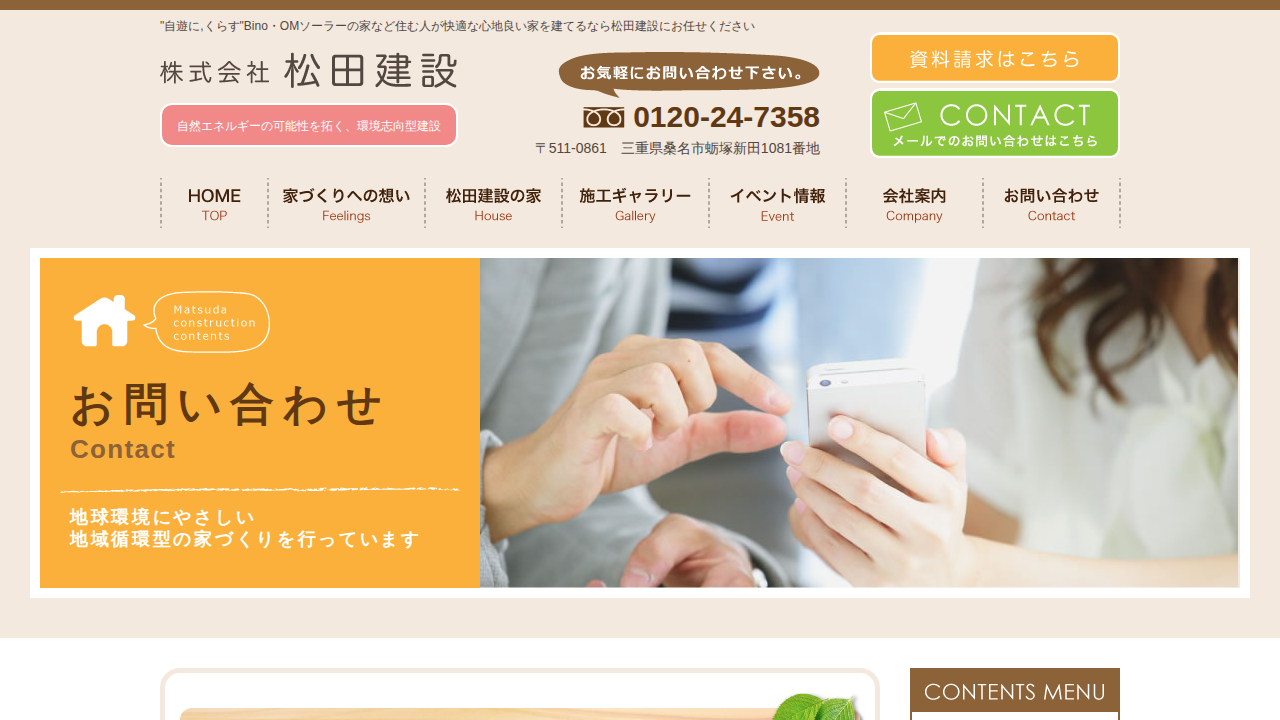 "自遊に,くらす"Bino・OMソーラーの家など住む人が快適な心地良い家を建てるなら松田建設にお任せください
株式会社 松田建設
自然エネルギーの可能性を拓く、環境志向型建設
お気軽にお問い合わせ下さい。
0120-24-7358
〒511-0861　三重県桑名市蛎塚新田1081番地
資料請求はこちら
CONTACT
メールでのお問い合わせはこちら
HOME
TOP
家づくりへの想い
Feelings
松田建設の家
House
施工ギャラリー
Gallery
イベント情報
Event
会社案内
Company
お問い合わせ
Contact
Matsuda
construction
contents
お問い合わせ
Contact
地球環境にやさしい
地域循環型の家づくりを行っています
CONTENTS MENU